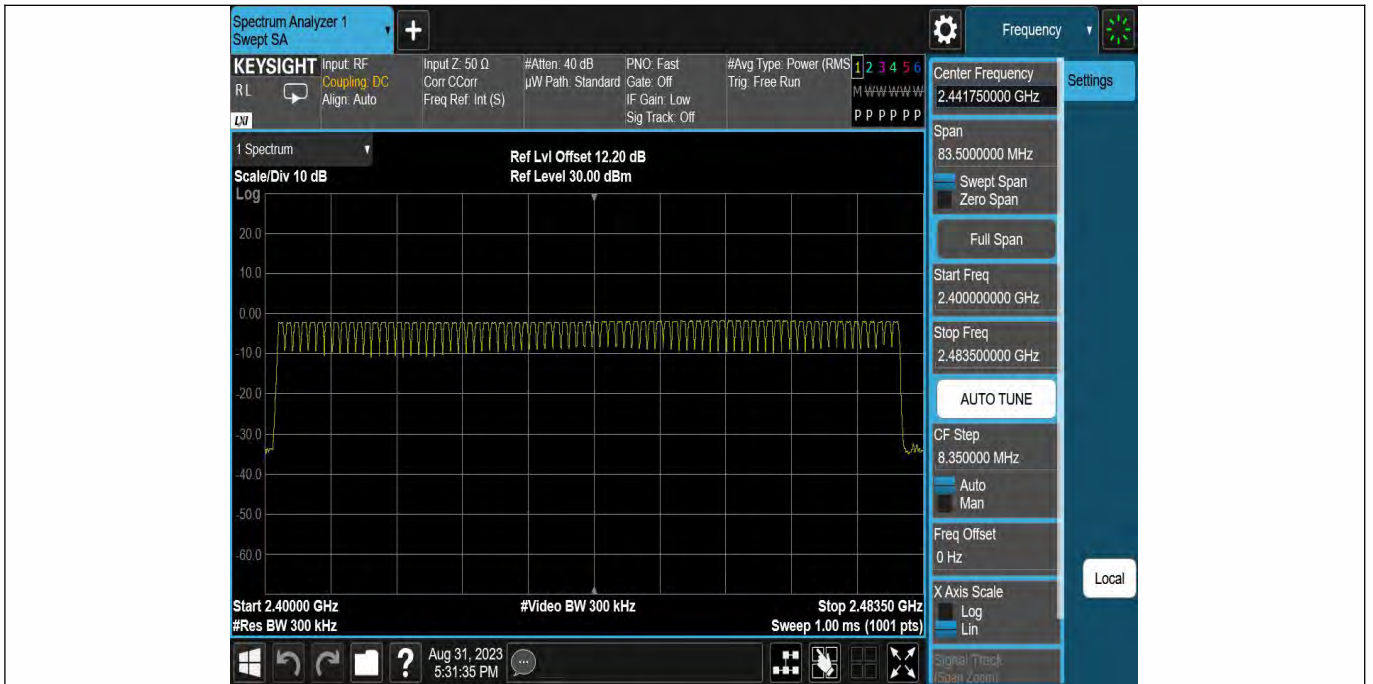 Spectrum Analyzer 1
Swept SA
Frequency
KEYSIGHT
RL
LXI
Input: RF
Coupling: DC
Align: Auto
Input Z: 50 Ω
Corr CCorr
Freq Ref: Int (S)
#Atten: 40 dB
µW Path: Standard
PNO: Fast
Gate: Off
IF Gain: Low
Sig Track: Off
#Avg Type: Power (RMS
Trig: Free Run
1 2 3 4 5 6
M W W W W W
P P P P P P
1 Spectrum
Scale/Div 10 dB
Ref Lvl Offset 12.20 dB
Ref Level 30.00 dBm
Log
20.0
10.0
0.00
-10.0
-20.0
-30.0
-40.0
-50.0
-60.0
Start 2.40000 GHz
#Res BW 300 kHz
#Video BW 300 kHz
Stop 2.48350 GHz
Sweep 1.00 ms (1001 pts)
Center Frequency
2.441750000 GHz
Settings
Span
83.5000000 MHz
Swept Span
Zero Span
Full Span
Start Freq
2.400000000 GHz
Stop Freq
2.483500000 GHz
AUTO TUNE
CF Step
8.350000 MHz
Auto
Man
Freq Offset
0 Hz
X Axis Scale
Log
Lin
Signal Track
(Span Zoom)
Local
Aug 31, 2023
5:31:35 PM